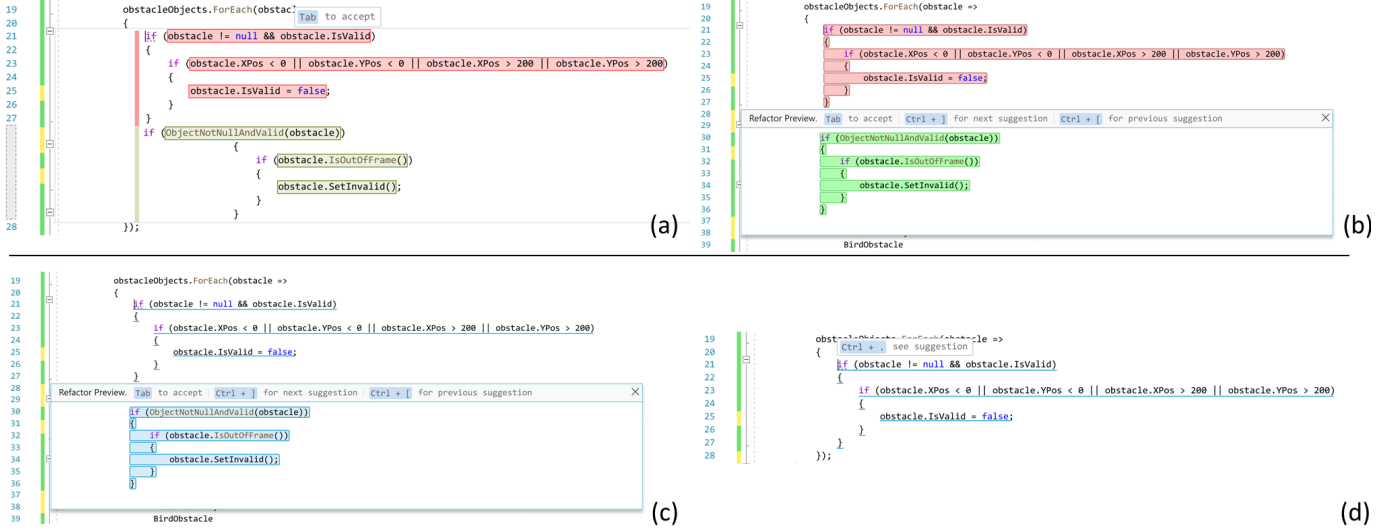 19 obstacleObjects.ForEach(obstac
Tab to accept
20 {
21 if (obstacle != null && obstacle.IsValid)
22 {
23 if (obstacle.XPos < 0 || obstacle.YPos < 0 || obstacle.XPos > 200 || obstacle.YPos > 200)
24 {
25 obstacle.IsValid = false;
26 }
27 }
if (ObjectNotNullAndValid(obstacle))
{
if (obstacle.IsOutOfFrame())
{
obstacle.SetInvalid();
}
}
28 });
(a)
19 obstacleObjects.ForEach(obstacle =>
20 {
21 if (obstacle != null && obstacle.IsValid)
22 {
23 if (obstacle.XPos < 0 || obstacle.YPos < 0 || obstacle.XPos > 200 || obstacle.YPos > 200)
24 {
25 obstacle.IsValid = false;
26 }
27 }
28
29 Refactor Preview. Tab to accept Ctrl + ] for next suggestion Ctrl + [ for previous suggestion
30 if (ObjectNotNullAndValid(obstacle))
31 {
32 if (obstacle.IsOutOfFrame())
33 {
34 obstacle.SetInvalid();
35 }
36 }
37
38
39 BirdObstacle
(b)
19 obstacleObjects.ForEach(obstacle =>
20 {
21 if (obstacle != null && obstacle.IsValid)
22 {
23 if (obstacle.XPos < 0 || obstacle.YPos < 0 || obstacle.XPos > 200 || obstacle.YPos > 200)
24 {
25 obstacle.IsValid = false;
26 }
27 }
28
29 Refactor Preview. Tab to accept Ctrl + ] for next suggestion Ctrl + [ for previous suggestion
30 if (ObjectNotNullAndValid(obstacle))
31 {
32 if (obstacle.IsOutOfFrame())
33 {
34 obstacle.SetInvalid();
35 }
36 }
37
38
39 BirdObstacle
(c)
19 obstacleObjects.ForEach(obstacle =>
Ctrl + . see suggestion
20 {
21 if (obstacle != null && obstacle.IsValid)
22 {
23 if (obstacle.XPos < 0 || obstacle.YPos < 0 || obstacle.XPos > 200 || obstacle.YPos > 200)
24 {
25 obstacle.IsValid = false;
26 }
27 }
28 });
(d)